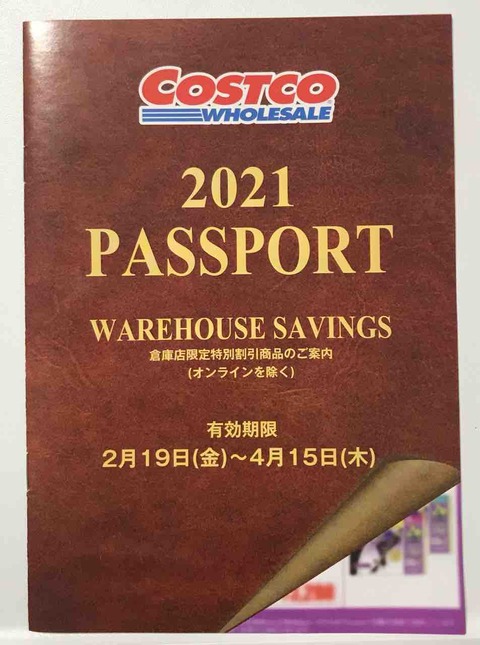 COSTCO
WHOLESALE
2021
PASSPORT
WAREHOUSE SAVINGS
倉庫店限定特別割引商品のご案内
(オンラインを除く)
有効期限
2月19日(金)〜4月15日(木)